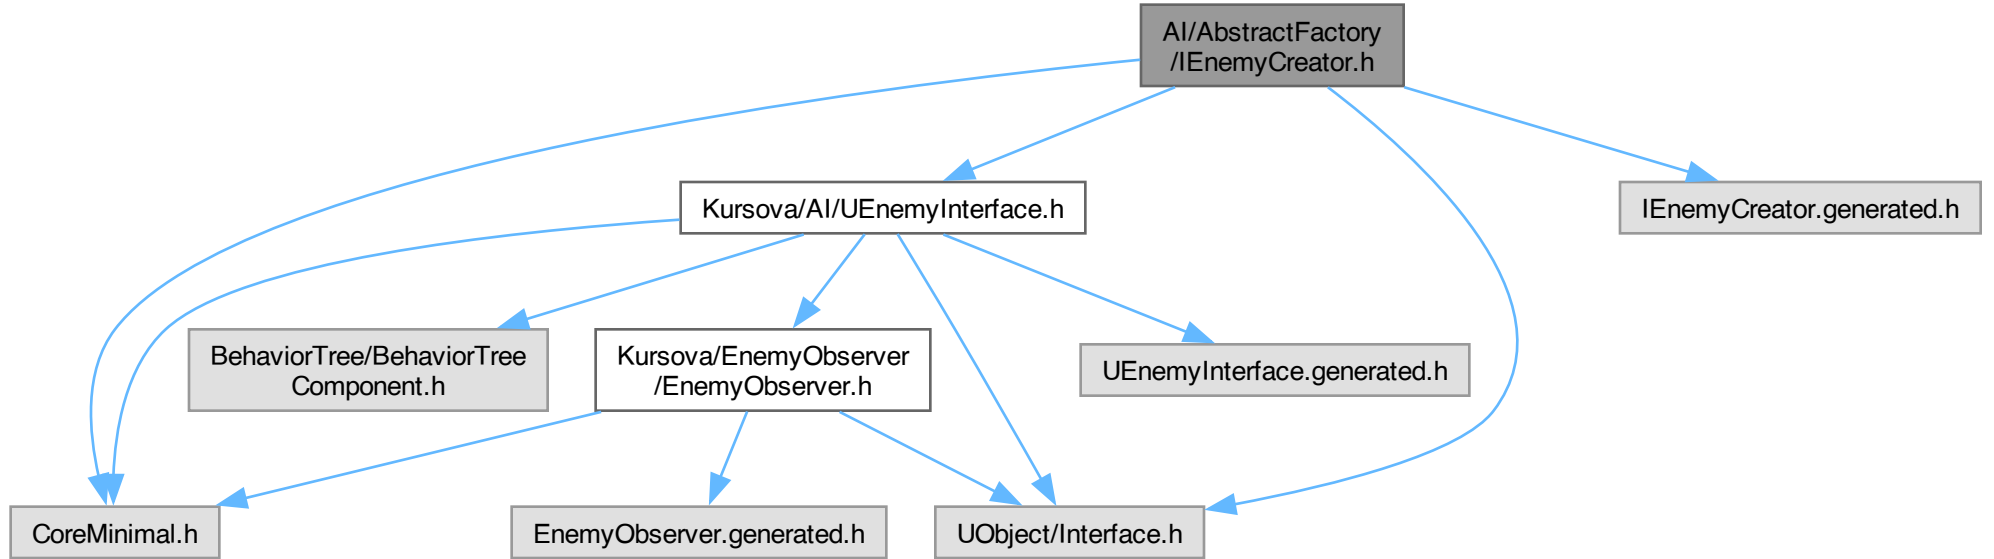 AI/AbstractFactory
/IEnemyCreator.h
Kursova/AI/UEnemyInterface.h
IEnemyCreator.generated.h
BehaviorTree/BehaviorTree
Component.h
Kursova/EnemyObserver
/EnemyObserver.h
UEnemyInterface.generated.h
CoreMinimal.h
EnemyObserver.generated.h
UObject/Interface.h